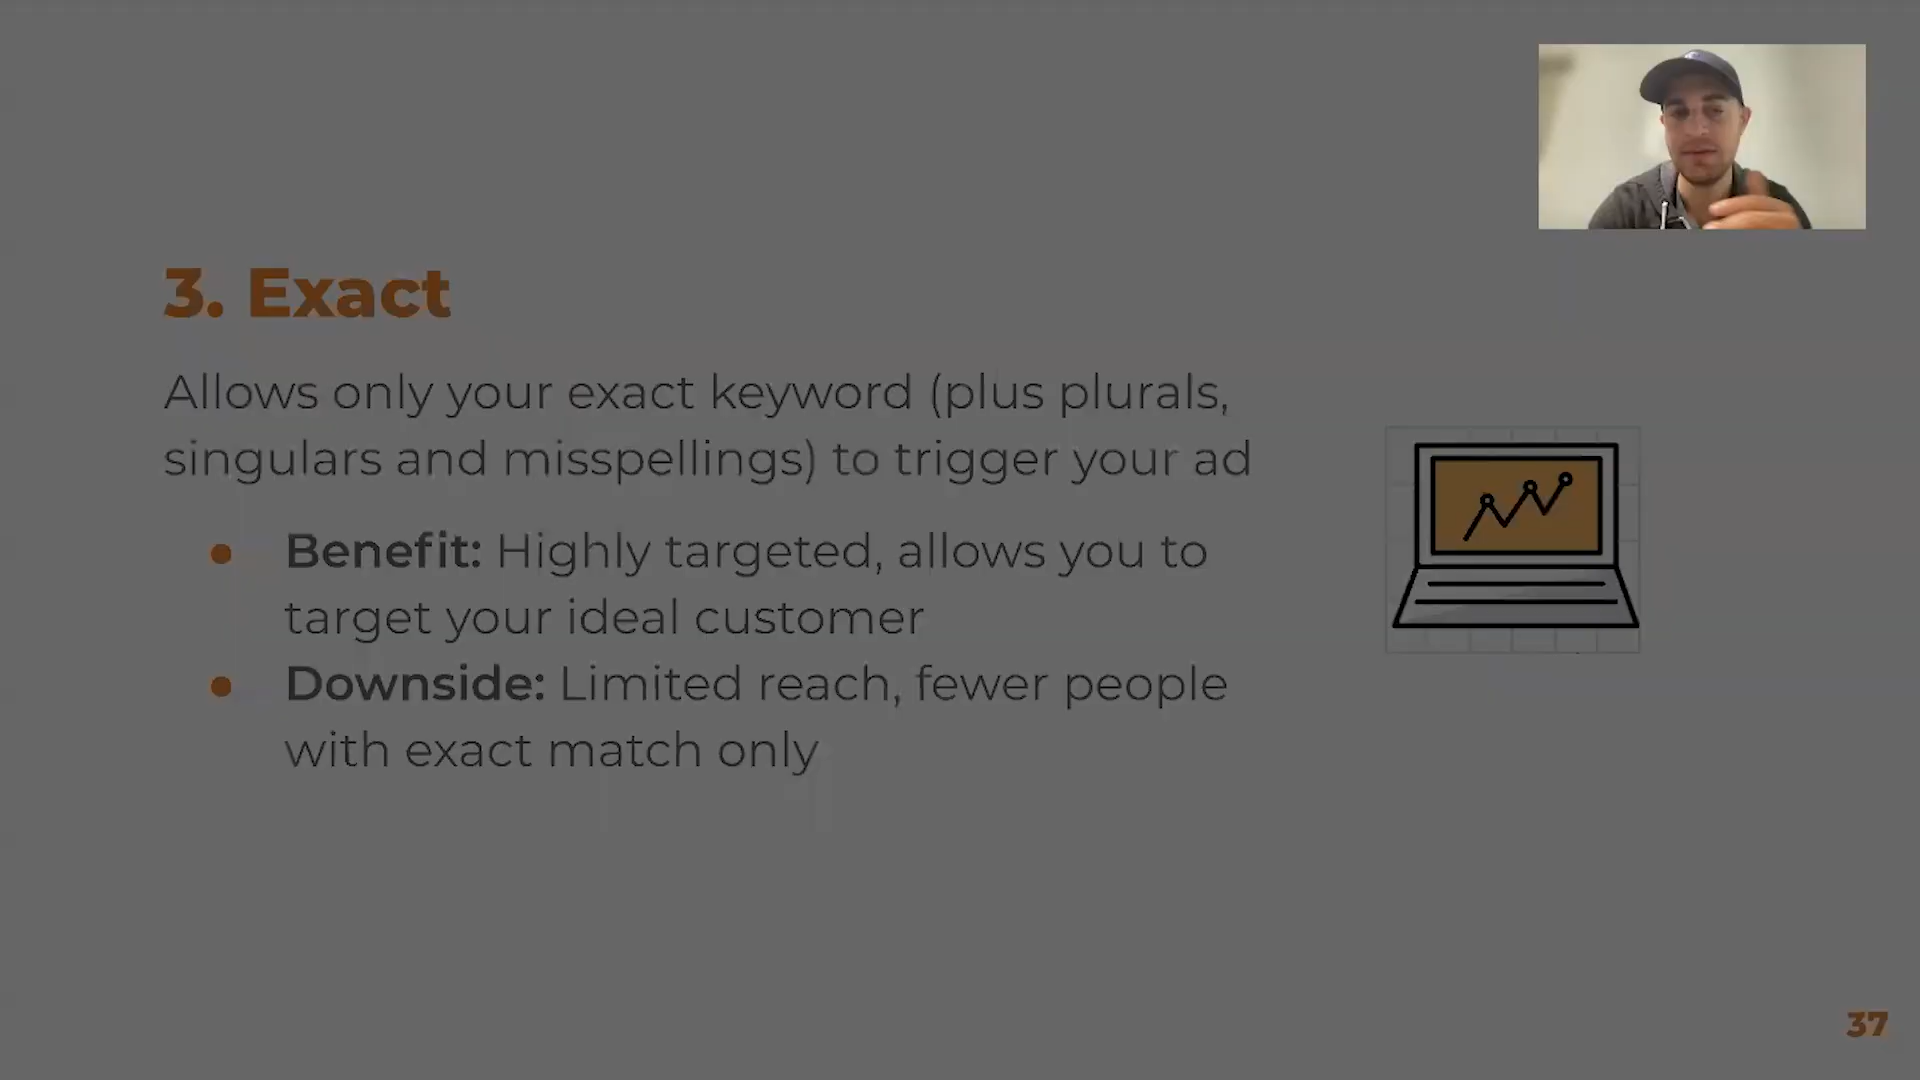 3. Exact
Allows only your exact keyword (plus plurals,
singulars and misspellings) to trigger your ad
● Benefit: Highly targeted, allows you to
target your ideal customer
● Downside: Limited reach, fewer people
with exact match only
37